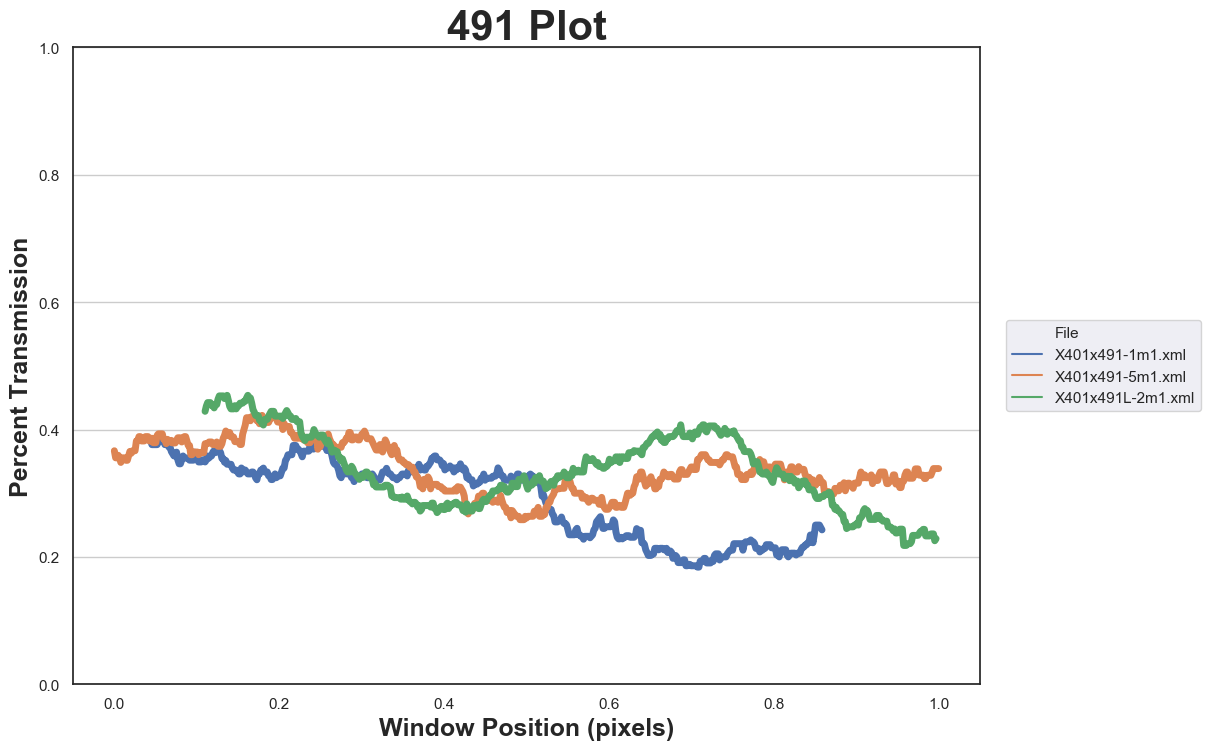 491 Plot
Percent Transmission
1.0
0.8
0.6
0.4
0.2
0.0
0.0 0.2 0.4 0.6 0.8 1.0
Window Position (pixels)
File
X401x491-1m1.xml
X401x491-5m1.xml
X401x491L-2m1.xml